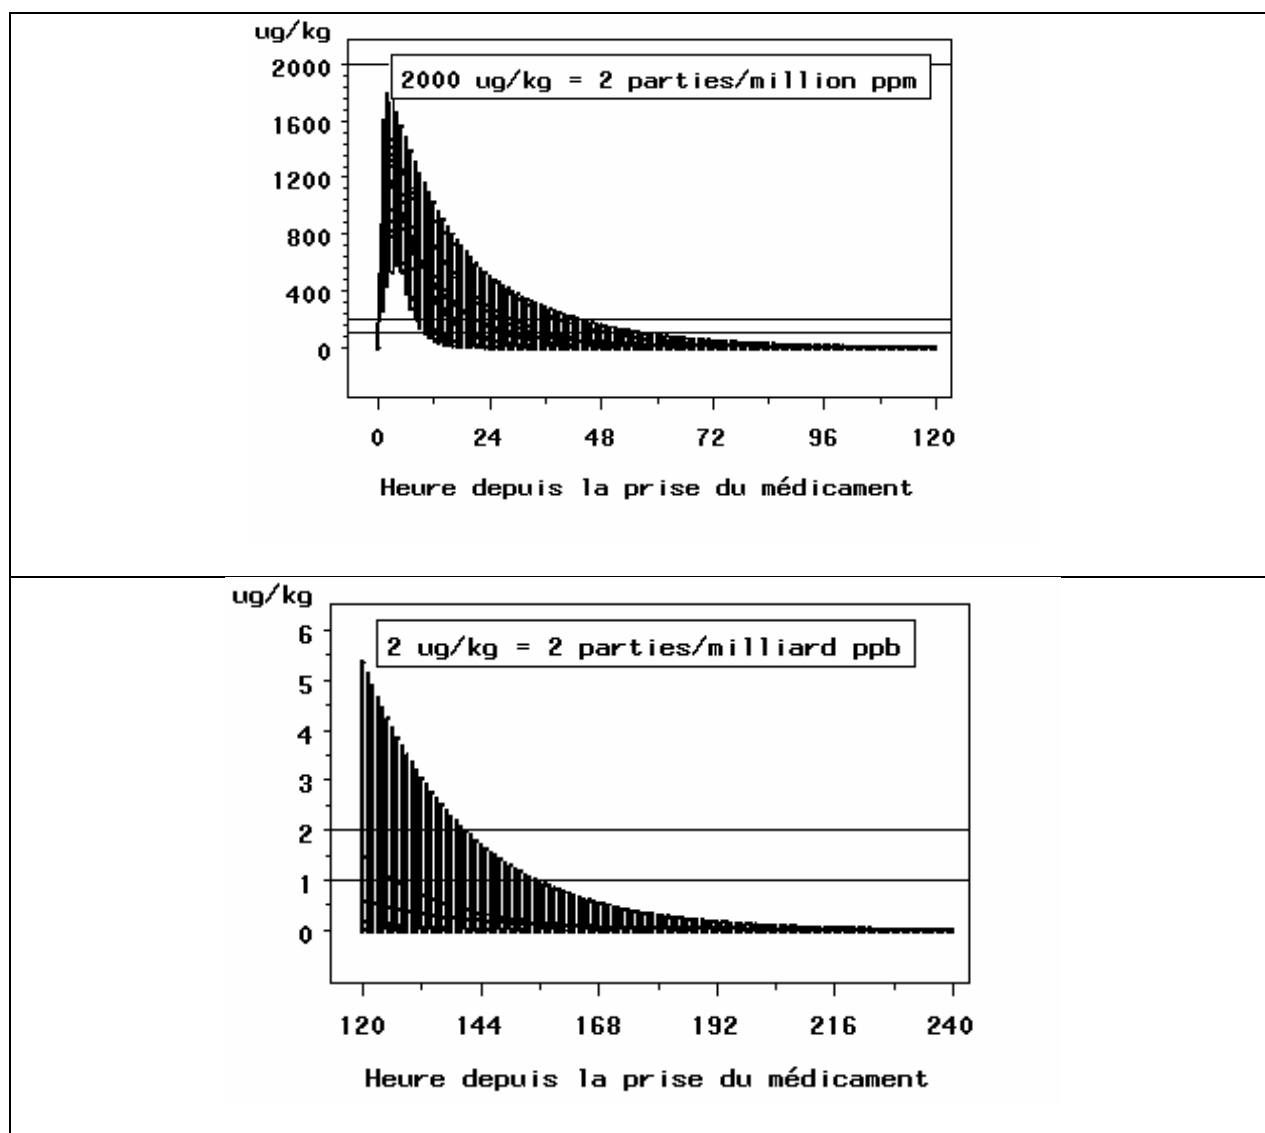 ug/kg
2000 ug/kg = 2 parties/million ppm
2000
1600
1200
800
400
0
0 24 48 72 96 120
Heure depuis la prise du médicament
ug/kg
2 ug/kg = 2 parties/milliard ppb
6
5
4
3
2
1
0
120 144 168 192 216 240
Heure depuis la prise du médicament